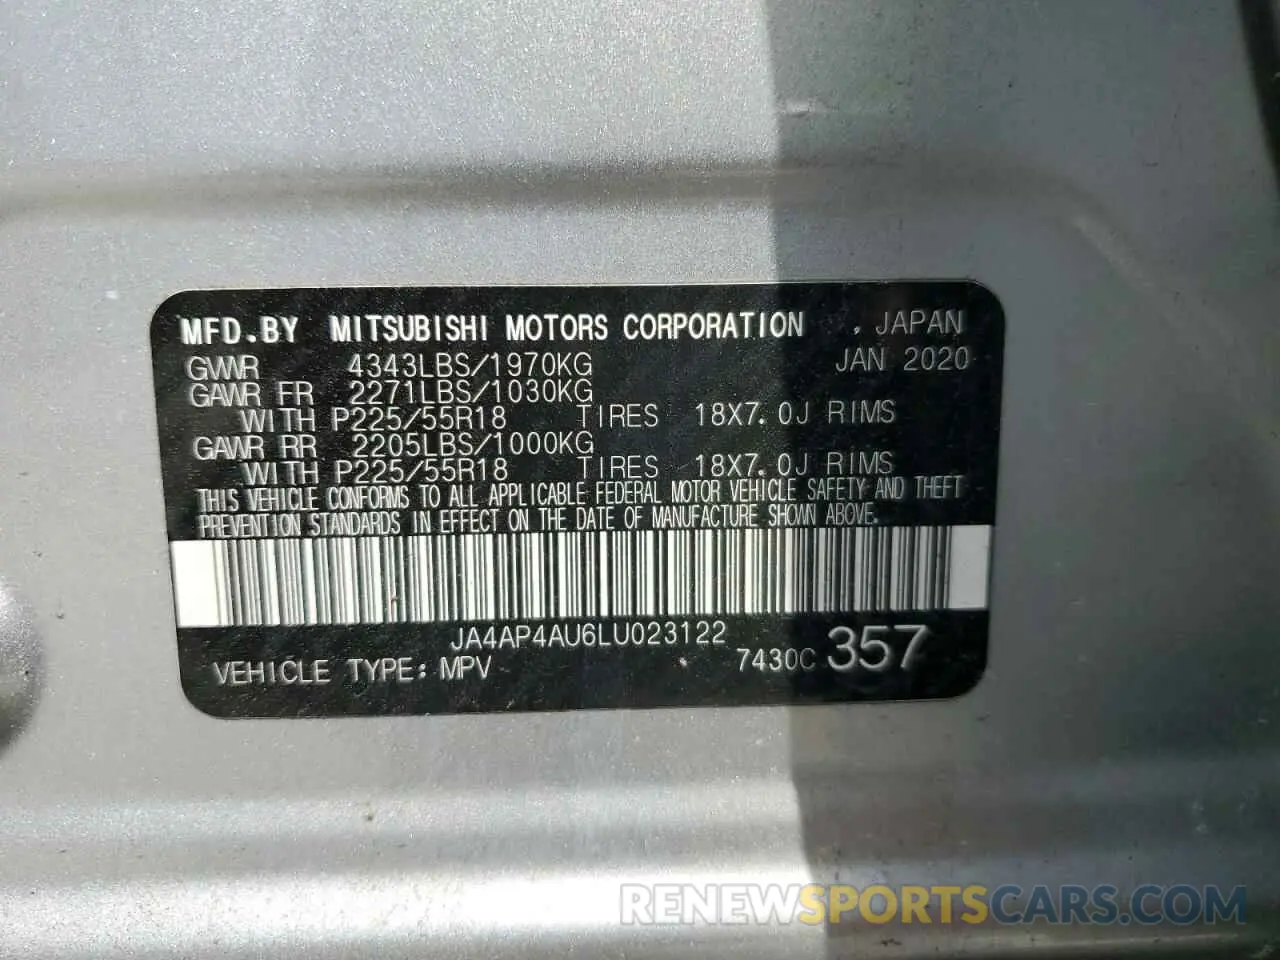 MFD.BY MITSUBISHI MOTORS CORPORATION , JAPAN
GVWR 4343LBS/1970KG JAN 2020
GAWR FR 2271LBS/1030KG
WITH P225/55R18 TIRES 18X7.0J RIMS
GAWR RR 2205LBS/1000KG
WITH P225/55R18 TIRES 18X7.0J RIMS
THIS VEHICLE CONFORMS TO ALL APPLICABLE FEDERAL MOTOR VEHICLE SAFETY AND THEFT
PREVENTION STANDARDS IN EFFECT ON THE DATE OF MANUFACTURE SHOWN ABOVE.
JA4AP4AU6LU023122
VEHICLE TYPE: MPV 7430C 357
RENEWSPORTSCARS.COM